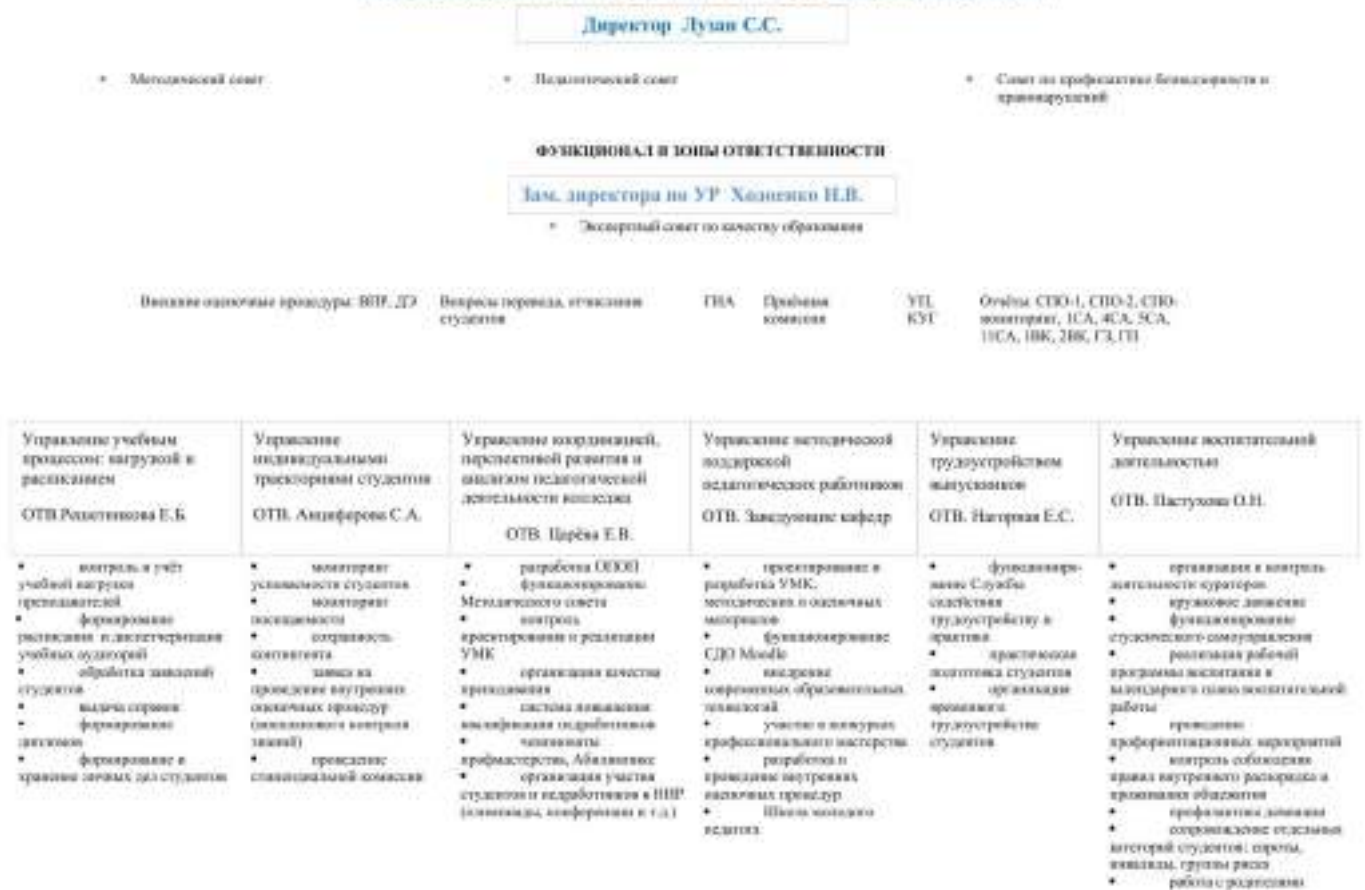 Директор Лузан С.С.
Методический совет
Педагогический совет
Совет по профилактике безнадзорности и
правонарушений
ФУНКЦИОНАЛ И ЗОНЫ ОТВЕТСТВЕННОСТИ
Зам. директора по УР Хозиенко Н.В.
Экспертный совет по качеству образования
Внешние оценочные процедуры: ВПР, ДЭ
Вопросы перевода, отчисления
студентов
ГИА
Приёмная
комиссия
УП,
КУГ
Отчёты: СПО-1, СПО-2, СПО-
мониторинг, 1СА, 4СА, 5СА,
11СА, 1ВК, 2ВК, ГЗ, ГП
Управление учебным
процессом: нагрузкой и
расписанием
ОТВ.Решетникова Е.Б.
Управление
индивидуальными
траекториями студентов
ОТВ. Анциферова С.А.
Управление координацией,
перспективой развития и
анализом педагогической
деятельности колледжа
ОТВ. Царёва Е.В.
Управление методической
поддержкой
педагогических работников
ОТВ. Заведующие кафедр
Управление
трудоустройством
выпускников
ОТВ. Нагорная Е.С.
Управление воспитательной
деятельностью
ОТВ. Пастухова О.Н.
• контроль и учёт
учебной нагрузки
преподавателей
• формирование
расписания и диспетчеризация
учебных аудиторий
• обработка заявлений
студентов
• выдача справок
• формирование
дипломов
• формирование и
хранение личных дел студентов
• мониторинг
успеваемости студентов
• мониторинг
посещаемости
• сохранность
контингента
• заявка на
проведение внутренних
оценочных процедур
знаний)
• проведение
стипендиальной комиссии
• разработка ОПОП
• функционирование
Методического совета
• контроль
проектирования и реализации
УМК
• организация качества
преподавания
• система повышения
квалификации педработников
• чемпионаты
профмастерства, Абилимпикс
• организация участия
студентов и педработников в НИР
(олимпиады, конференции и т.д.)
• проектирование и
разработка УМК,
методических и оценочных
материалов
• функционирование
СДО Moodle
• внедрение
современных образовательных
технологий
• участие в конкурсах
профессионального мастерства
• разработка и
проведение внутренних
оценочных процедур
• Школа молодого
педагога
• функциониро-
вание Службы
содействия
трудоустройству и
практики
• практическая
подготовка студентов
• организация
временного
трудоустройства
студентов
• организация и контроль
деятельности кураторов
• кружковое движение
• функционирование
студенческого самоуправления
• реализация рабочей
программы воспитания и
календарного плана воспитательной
работы
• проведение
профориентационных мероприятий
• контроль соблюдения
правил внутреннего распорядка и
проживания общежития
• профилактика девиации
• сопровождение отдельных
категорий студентов: сироты,
инвалиды, группы риска
• работа с родителями